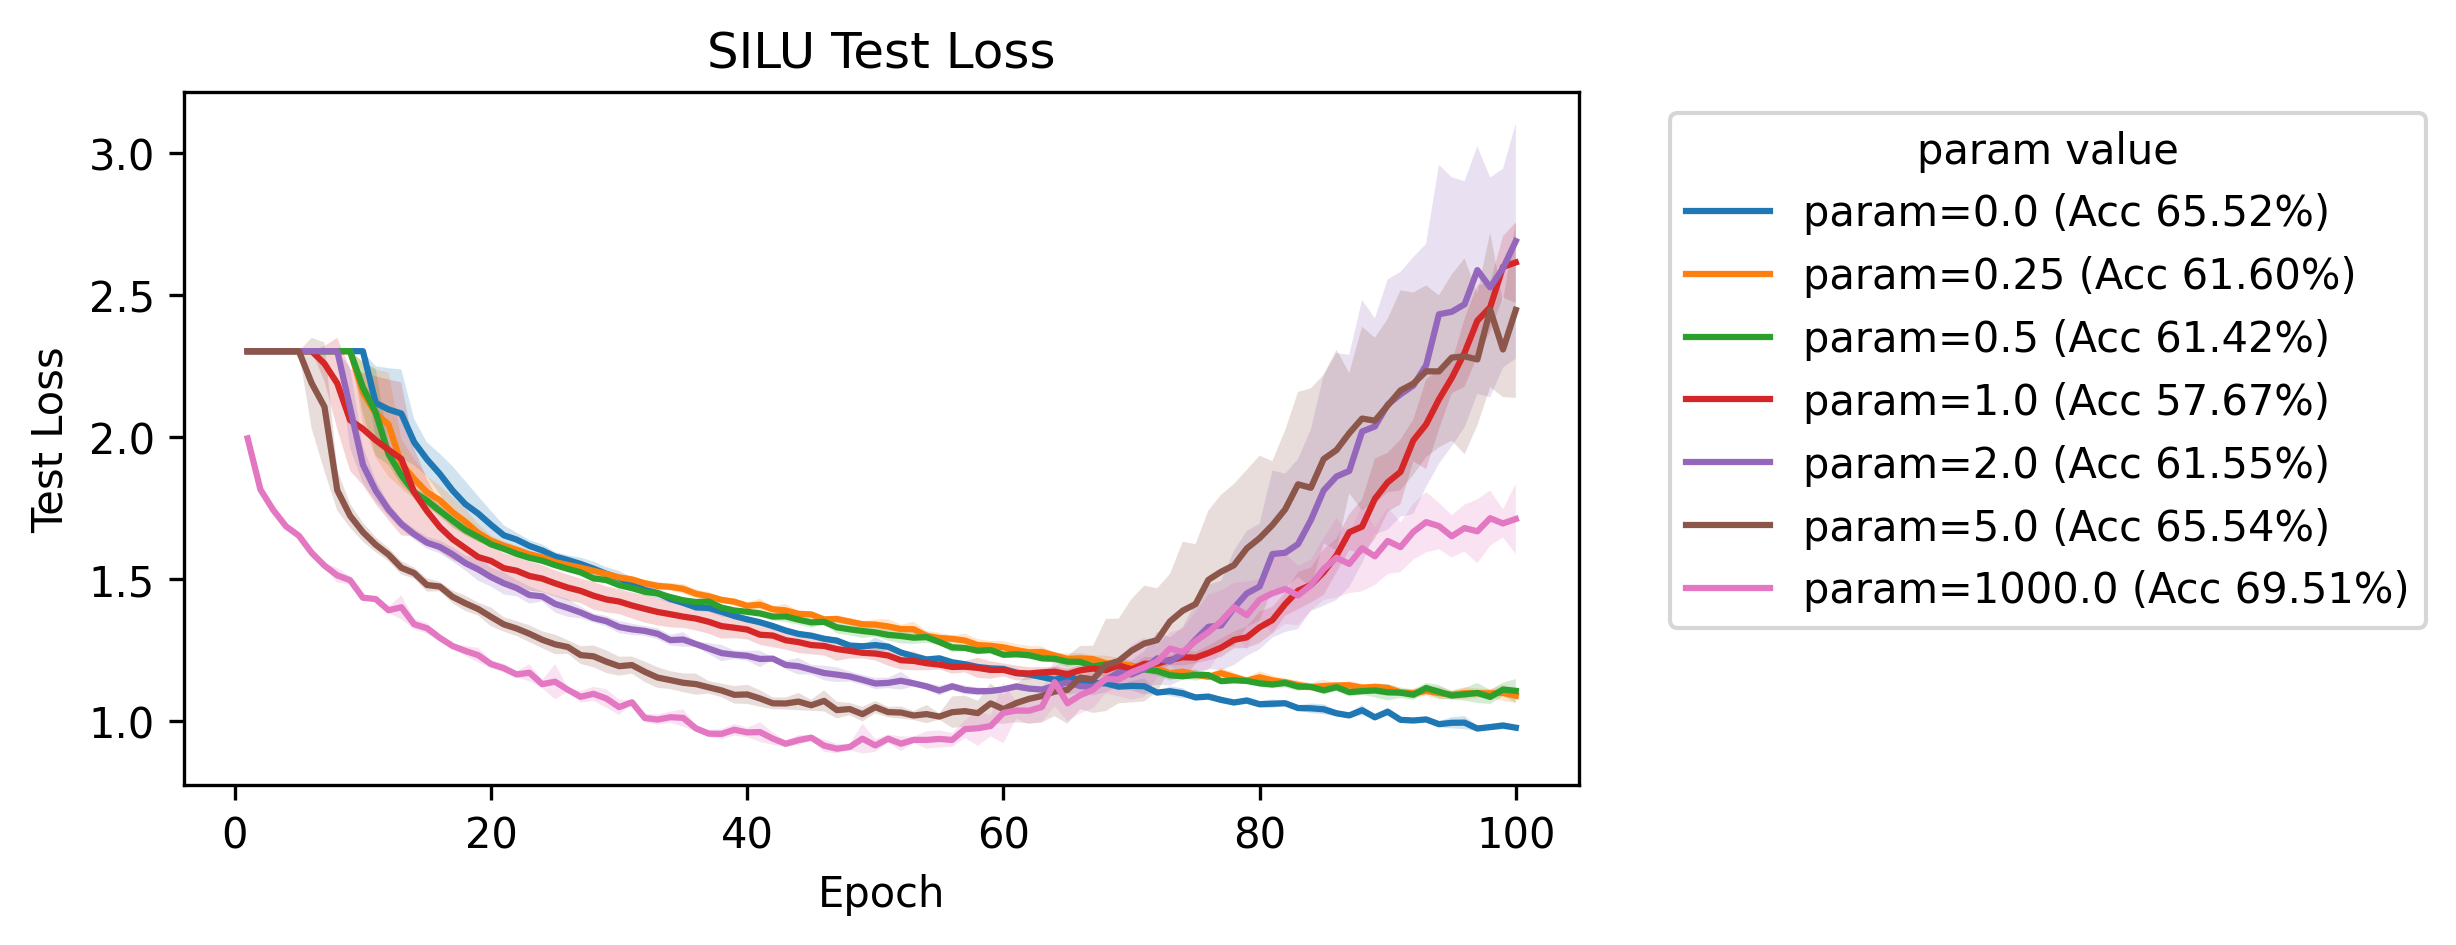 SILU Test Loss
Test Loss
3.0
2.5
2.0
1.5
1.0
0
20
40
60
80
100
Epoch
param value
param=0.0 (Acc 65.52%)
param=0.25 (Acc 61.60%)
param=0.5 (Acc 61.42%)
param=1.0 (Acc 57.67%)
param=2.0 (Acc 61.55%)
param=5.0 (Acc 65.54%)
param=1000.0 (Acc 69.51%)